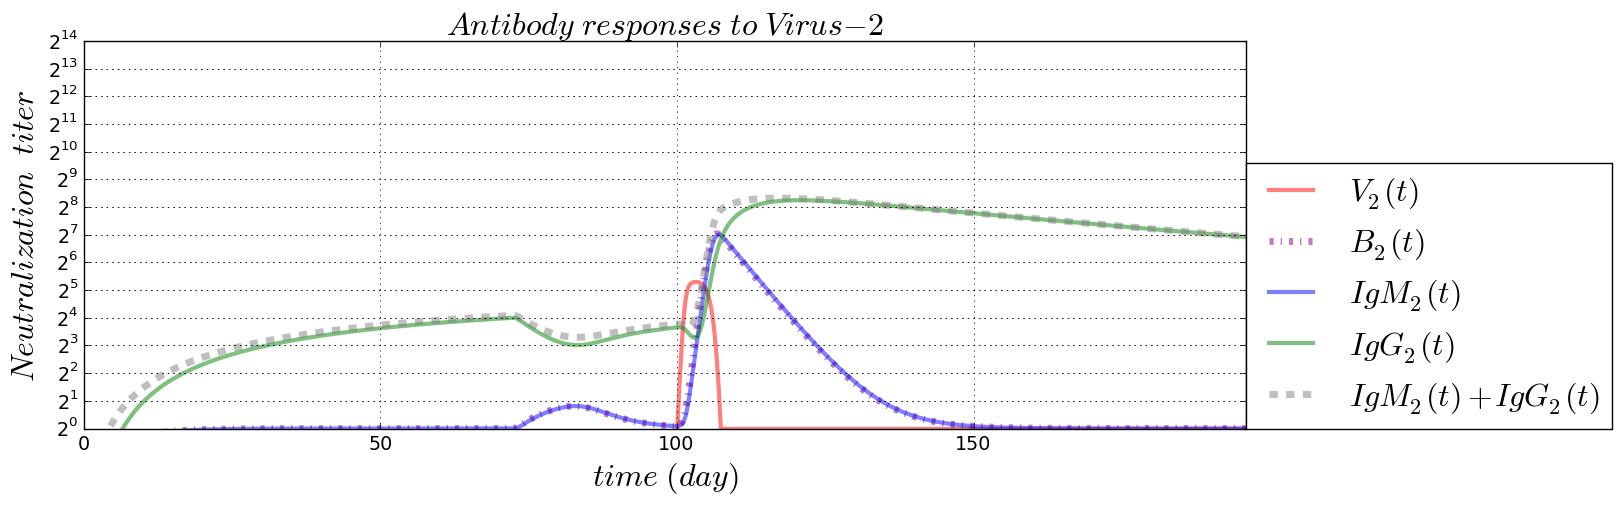 Antibody responses to Virus−2
Neutralization titer
2^14
2^13
2^12
2^11
2^10
2^9
2^8
2^7
2^6
2^5
2^4
2^3
2^2
2^1
2^0
0 50 100 150
time (day)
V_2(t)
B_2(t)
IgM_2(t)
IgG_2(t)
IgM_2(t)+IgG_2(t)